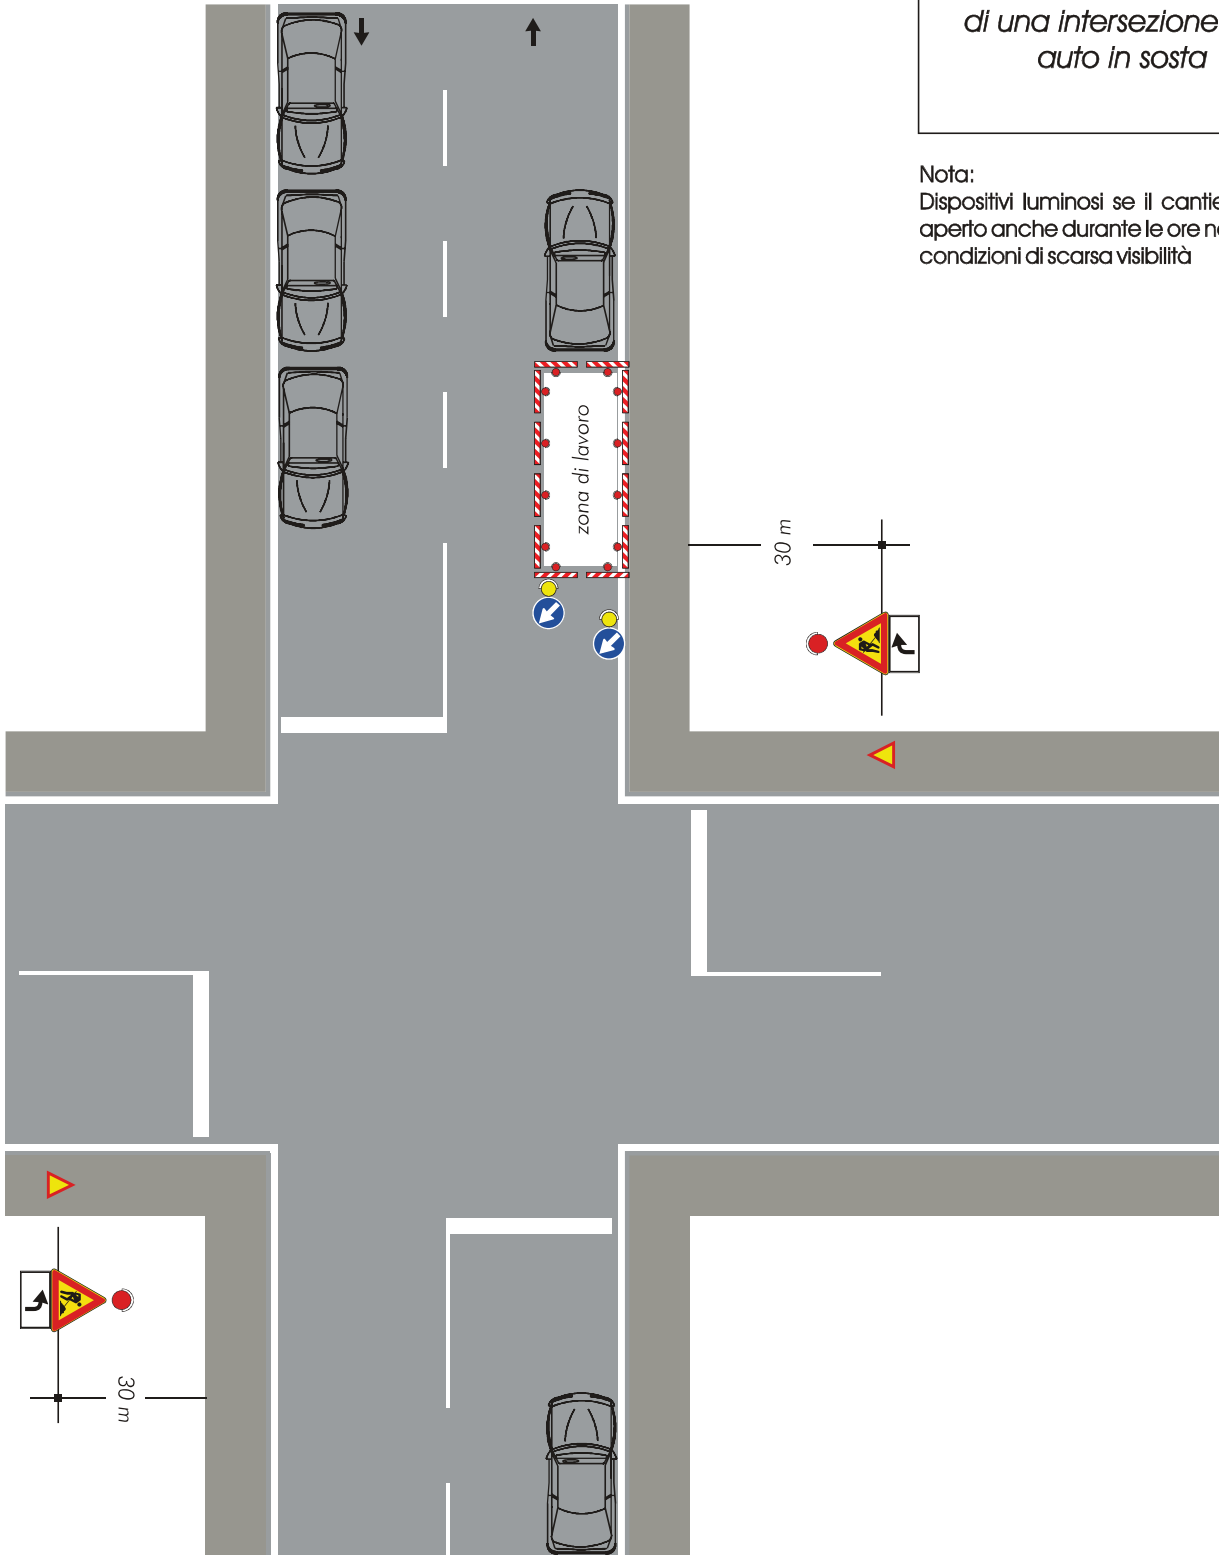 di una intersezione
auto in sosta
Nota:
Dispositivi luminosi se il
aperto anche durante le ore
condizioni di scarsa visibilità
zona di lavoro
30 m
30 m